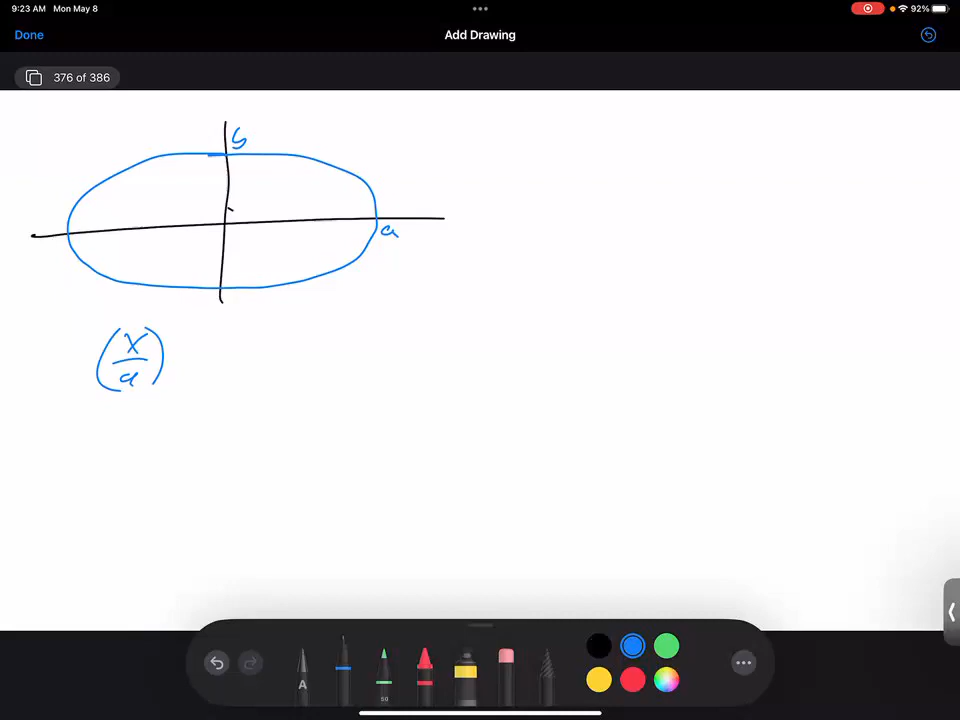 9:23 AM Mon May 8
92%
Done
Add Drawing
376 of 386
b
a
(x/a)
A
50